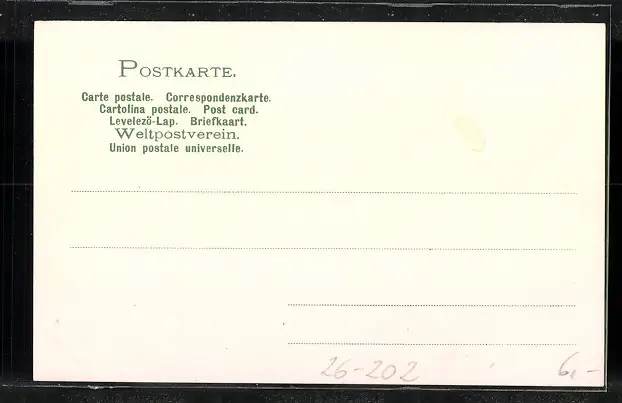 POSTKARTE.
Carte postale. Correspondenzkarte.
Cartolina postale. Post card.
Levelező-Lap. Briefkaart.
Weltpostverein.
Union postale universelle.
26-202 6,-